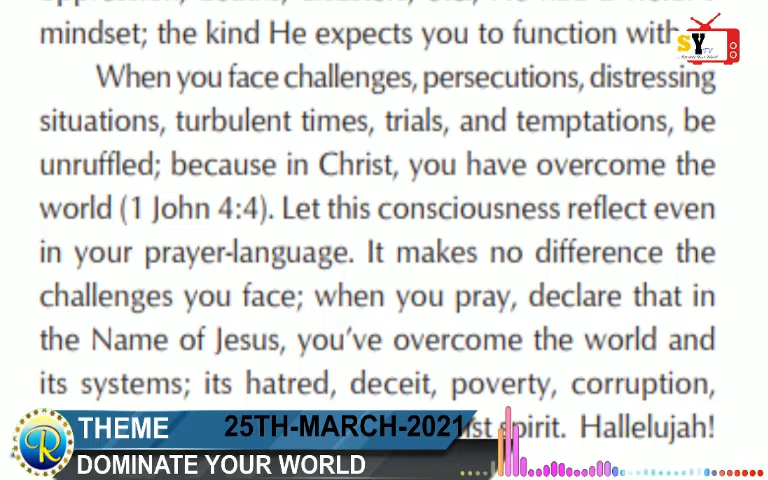 mindset; the kind He expects you to function with
When you face challenges, persecutions, distressing
situations, turbulent times, trials, and temptations, be
unruffled; because in Christ, you have overcome the
world (1 John 4:4). Let this consciousness reflect even
in your prayer-language. It makes no difference the
challenges you face; when you pray, declare that in
the Name of Jesus, you've overcome the world and
its systems; its hatred, deceit, poverty, corruption,
spirit. Hallelujah!
SYTV
THEME 25TH-MARCH-2021
DOMINATE YOUR WORLD
R